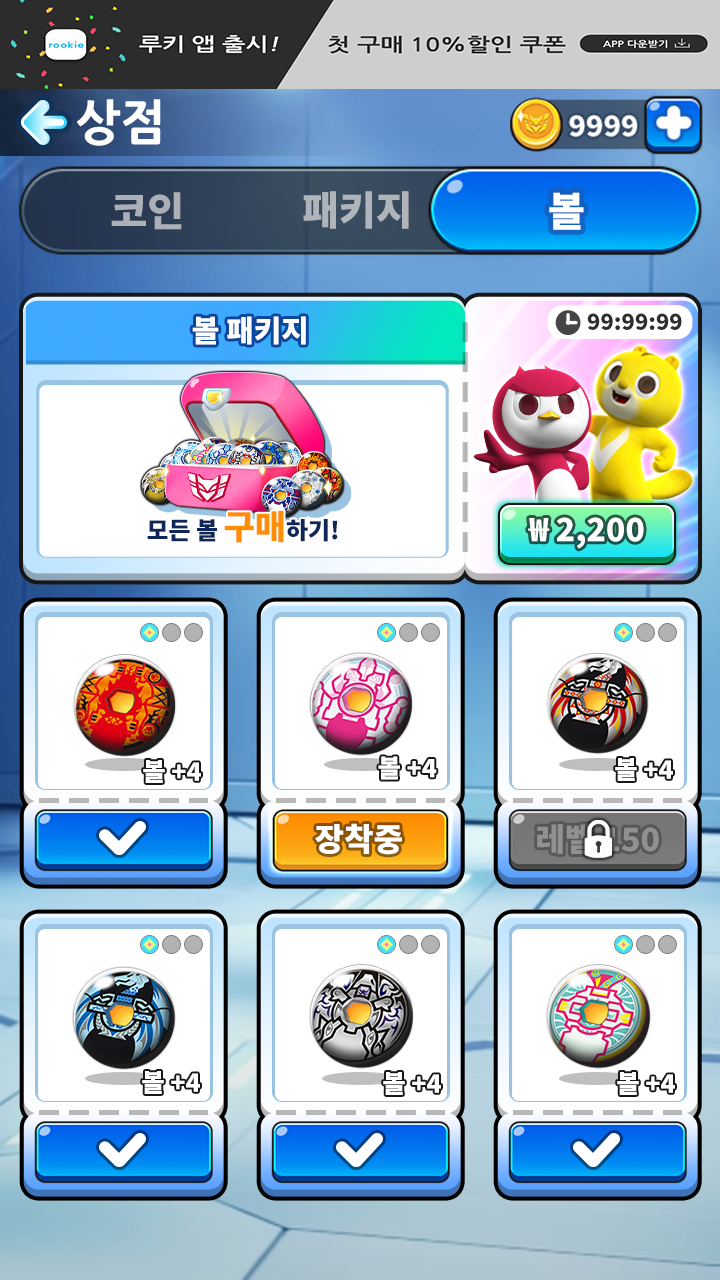 rookie 루키 앱 출시! 첫 구매 10%할인 쿠폰 APP 다운받기
상점 9999
코인 패키지 볼
볼 패키지 99:99:99
모든 볼 구매하기!
₩2,200
볼 +4 볼 +4 볼 +4
장착중 레벨 150
볼 +4 볼 +4 볼 +4